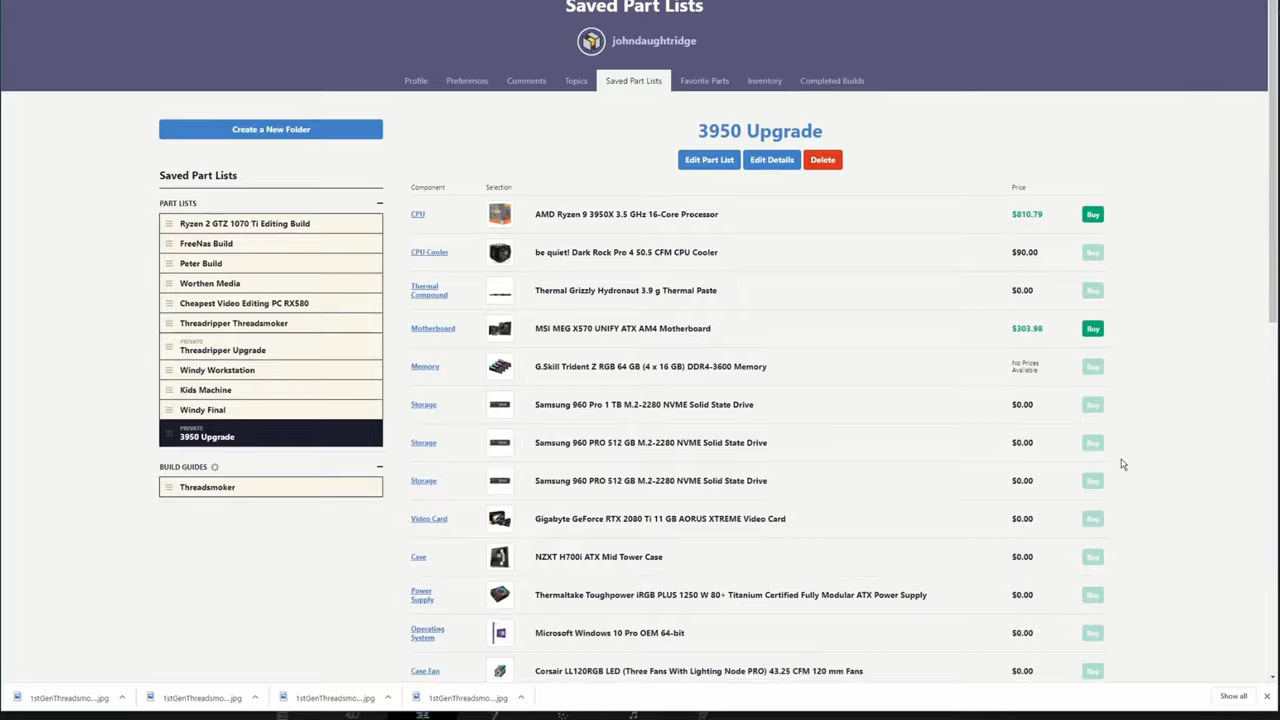 Saved Part Lists
johndaughtridge
Profile Preferences Comments Topics Saved Part Lists Favorite Parts Inventory Completed Builds
Create a New Folder
Saved Part Lists
PART LISTS
Ryzen 2 GTZ 1070 Ti Editing Build
FreeNas Build
Peter Build
Worthen Media
Cheapest Video Editing PC RX580
Threadripper Threadsmoker
PRIVATE
Threadripper Upgrade
Windy Workstation
Kids Machine
Windy Final
PRIVATE
3950 Upgrade
BUILD GUIDES
Threadsmoker
3950 Upgrade
Edit Part List Edit Details Delete
Component Selection Price
CPU AMD Ryzen 9 3950X 3.5 GHz 16-Core Processor $810.79 Buy
CPU Cooler be quiet! Dark Rock Pro 4 50.5 CFM CPU Cooler $90.00 Buy
Thermal
Compound Thermal Grizzly Hydronaut 3.9 g Thermal Paste $0.00 Buy
Motherboard MSI MEG X570 UNIFY ATX AM4 Motherboard $303.98 Buy
Memory G.Skill Trident Z RGB 64 GB (4 x 16 GB) DDR4-3600 Memory No Prices
Available Buy
Storage Samsung 960 Pro 1 TB M.2-2280 NVME Solid State Drive $0.00 Buy
Storage Samsung 960 PRO 512 GB M.2-2280 NVME Solid State Drive $0.00 Buy
Storage Samsung 960 PRO 512 GB M.2-2280 NVME Solid State Drive $0.00 Buy
Video Card Gigabyte GeForce RTX 2080 Ti 11 GB AORUS XTREME Video Card $0.00 Buy
Case NZXT H700i ATX Mid Tower Case $0.00 Buy
Power
Supply Thermaltake Toughpower iRGB PLUS 1250 W 80+ Titanium Certified Fully Modular ATX Power Supply $0.00 Buy
Operating
System Microsoft Windows 10 Pro OEM 64-bit $0.00 Buy
Case Fan Corsair LL120RGB LED (Three Fans With Lighting Node PRO) 43.25 CFM 120 mm Fans $0.00 Buy
1stGenThreadsmo....jpg 1stGenThreadsmo....jpg 1stGenThreadsmo....jpg 1stGenThreadsmo....jpg Show all